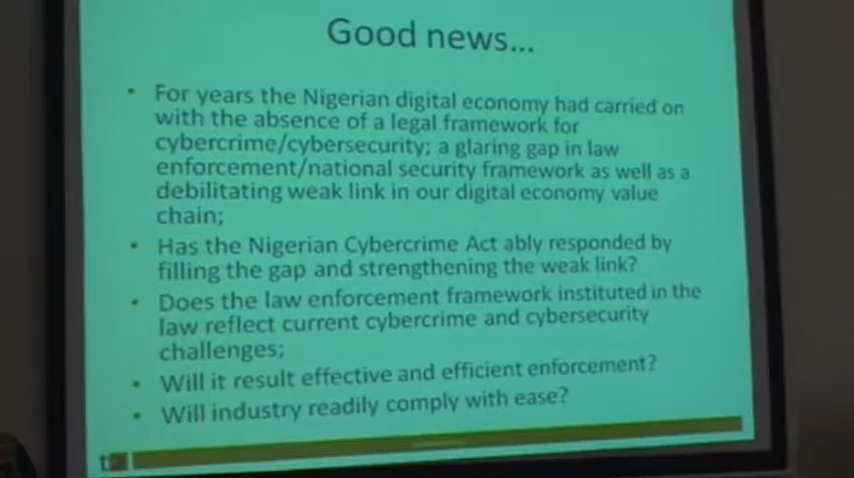 Good news...
• For years the Nigerian digital economy had carried on
with the absence of a legal framework for
cybercrime/cybersecurity; a glaring gap in law
enforcement/national security framework as well as a
debilitating weak link in our digital economy value
chain;
• Has the Nigerian Cybercrime Act ably responded by
filling the gap and strengthening the weak link?
• Does the law enforcement framework instituted in the
law reflect current cybercrime and cybersecurity
challenges;
• Will it result effective and efficient enforcement?
• Will industry readily comply with ease?